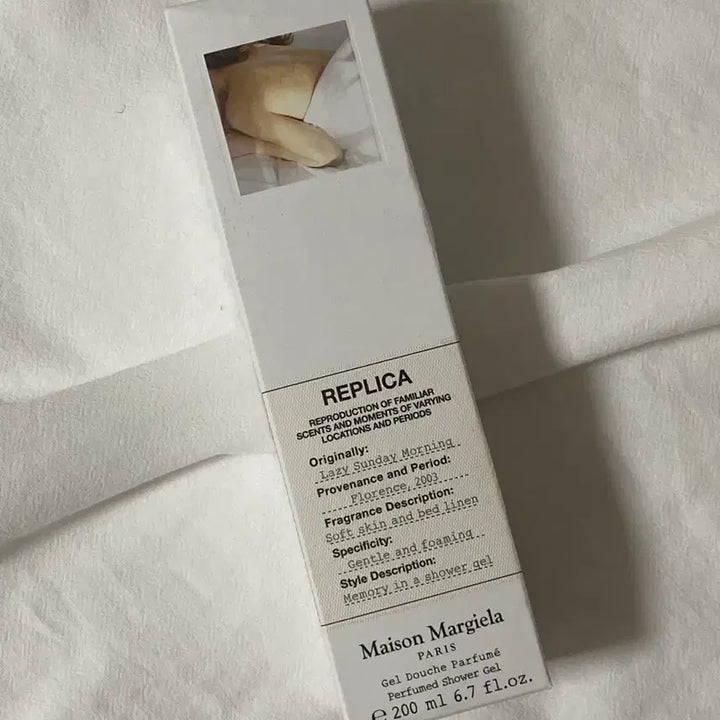 REPLICA
REPRODUCTION OF FAMILIAR
SCENTS AND MOMENTS OF VARYING
LOCATIONS AND PERIODS
Originally:
Lazy Sunday Morning
Provenance and Period:
Florence, 2003
Fragrance Description:
Soft skin and bed linen
Specificity:
Gentle and foaming
Style Description:
Memory in a shower gel
Maison Margiela
PARIS
Gel Douche Parfumé
Perfumed Shower Gel
℮ 200 ml 6.7 fl.oz.